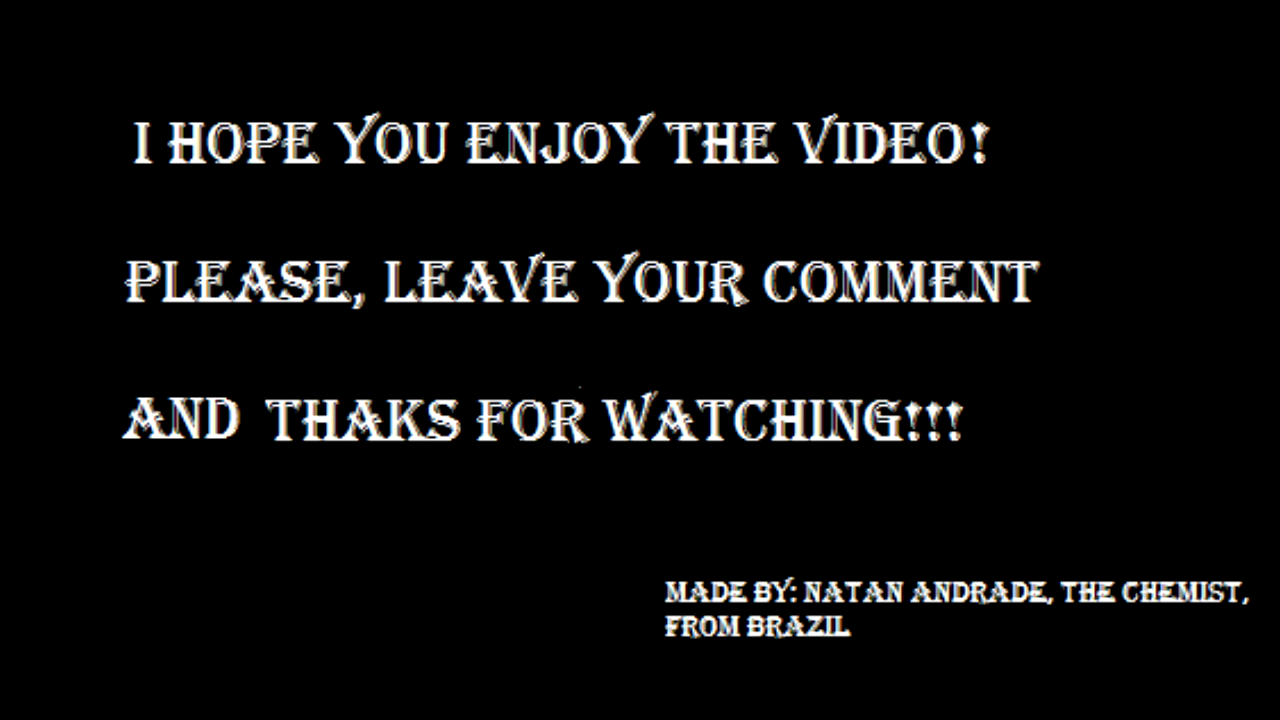 I HOPE YOU ENJOY THE VIDEO!
PLEASE, LEAVE YOUR COMMENT
AND THAKS FOR WATCHING!!!
MADE BY: NATAN ANDRADE, THE CHEMIST,
FROM BRAZIL